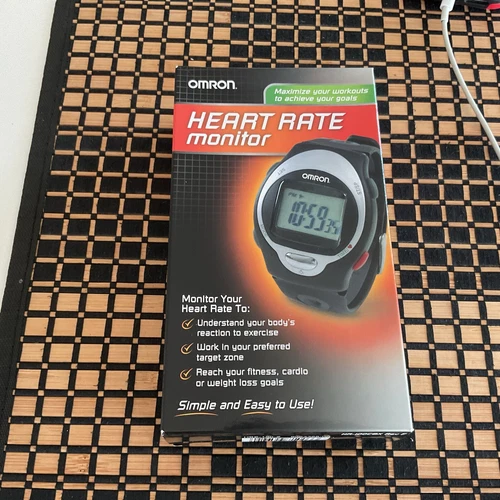 OMRON
Maximize your workouts
to achieve your goals
HEART RATE
monitor
OMRON
10:59
Monitor Your
Heart Rate To:
Understand your body's
reaction to exercise
Work in your preferred
target zone
Reach your fitness, cardio
or weight loss goals
Simple and Easy to Use!